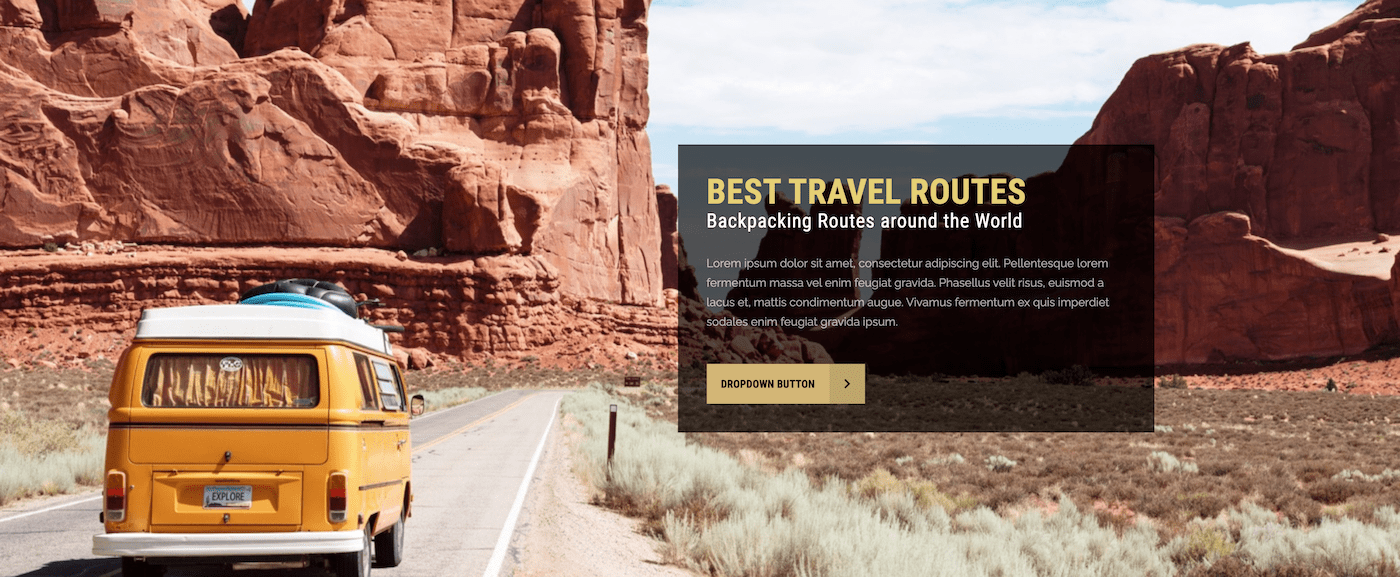 BEST TRAVEL ROUTES
Backpacking Routes around the World
Lorem ipsum dolor sit amet, consectetur adipiscing elit. Pellentesque lorem
fermentum massa vel enim feugiat gravida. Phasellus velit risus, euismod a
lacus et, mattis condimentum augue. Vivamus fermentum ex quis imperdiet
sodales enim feugiat gravida ipsum.
DROPDOWN BUTTON
EXPLORE